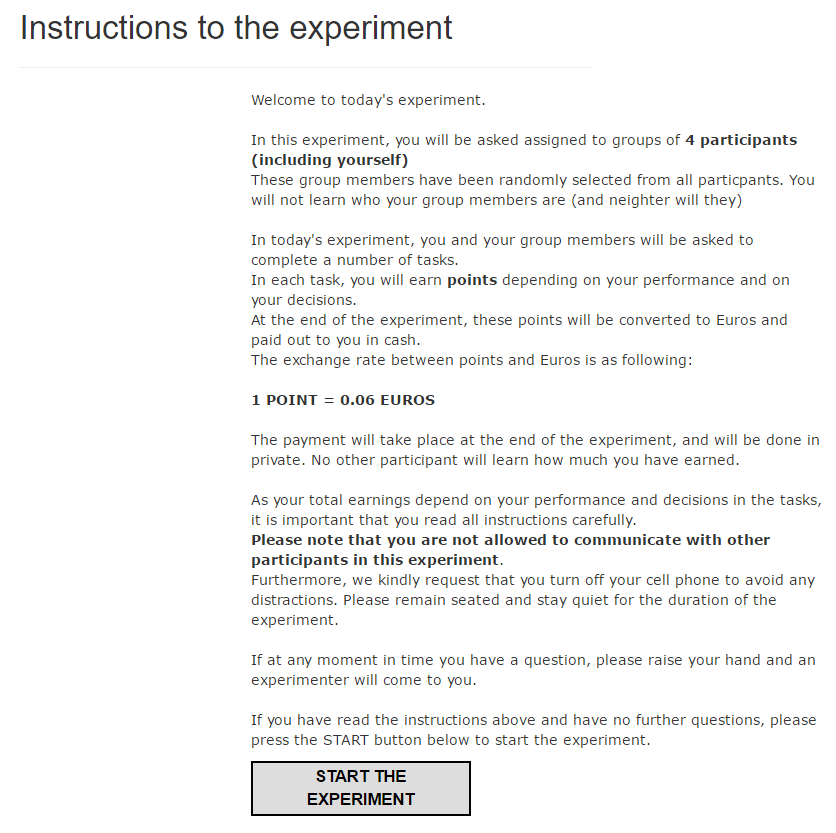 Instructions to the experiment
Welcome to today's experiment.
In this experiment, you will be asked assigned to groups of 4 participants
(including yourself)
These group members have been randomly selected from all particpants. You
will not learn who your group members are (and neighter will they)
In today's experiment, you and your group members will be asked to
complete a number of tasks.
In each task, you will earn points depending on your performance and on
your decisions.
At the end of the experiment, these points will be converted to Euros and
paid out to you in cash.
The exchange rate between points and Euros is as following:
1 POINT = 0.06 EUROS
The payment will take place at the end of the experiment, and will be done in
private. No other participant will learn how much you have earned.
As your total earnings depend on your performance and decisions in the tasks,
it is important that you read all instructions carefully.
Please note that you are not allowed to communicate with other
participants in this experiment.
Furthermore, we kindly request that you turn off your cell phone to avoid any
distractions. Please remain seated and stay quiet for the duration of the
experiment.
If at any moment in time you have a question, please raise your hand and an
experimenter will come to you.
If you have read the instructions above and have no further questions, please
press the START button below to start the experiment.
START THE
EXPERIMENT